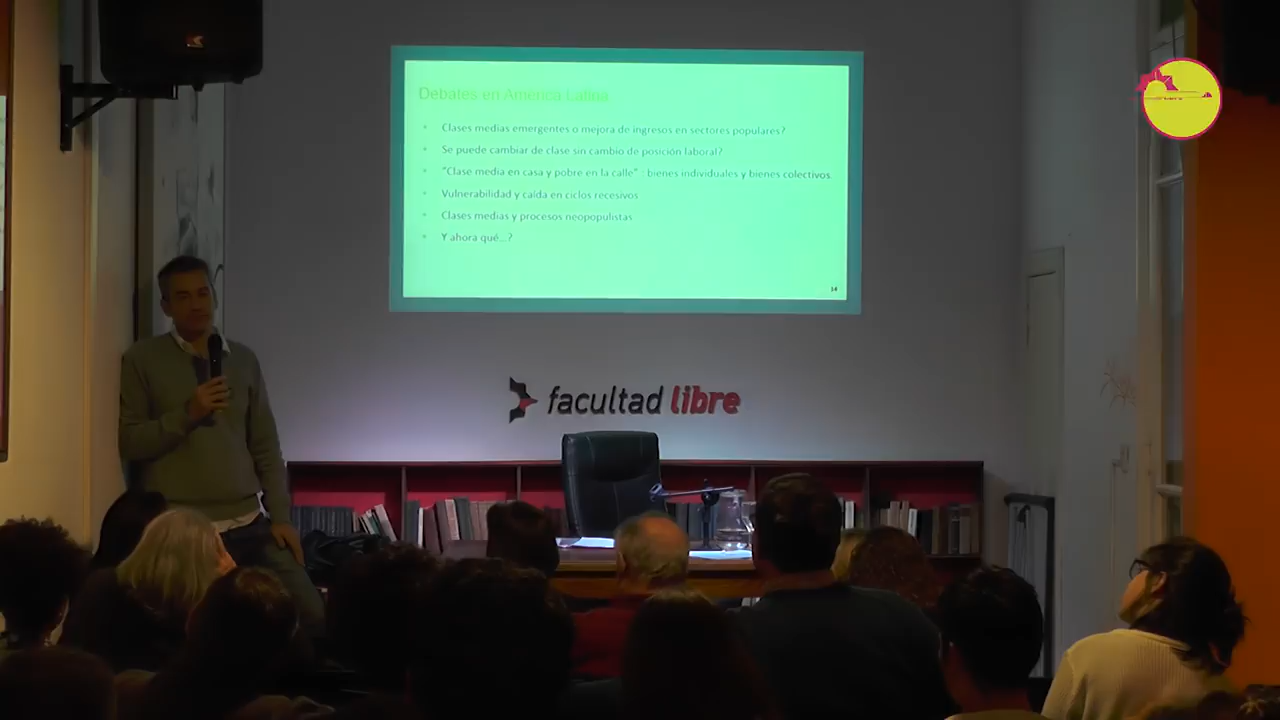 Debates en América Latina
Clases medias emergentes o mejora de ingresos en sectores populares?
Se puede cambiar de clase sin cambio de posición laboral?
"Clase media en casa y pobre en la calle" : bienes individuales y bienes colectivos.
Vulnerabilidad y caída en ciclos recesivos
Clases medias y procesos neopopulistas
Y ahora qué...?
14
facultad libre